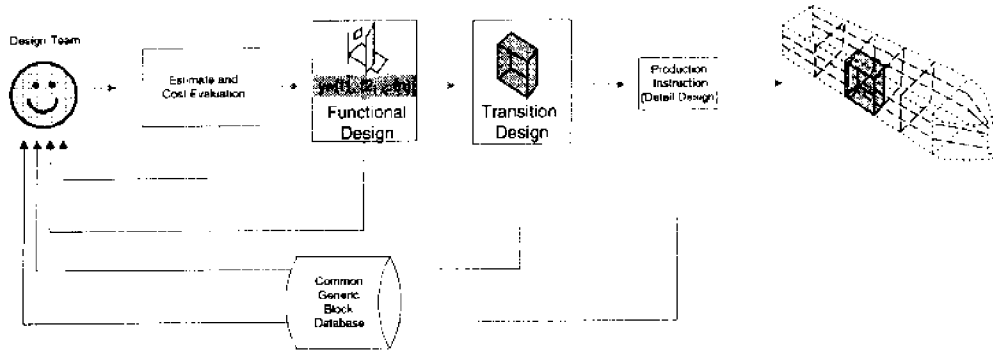 Design Team
Estimate and
Cost Evaluation
Functional
Design
Transition
Design
Production
Instruction
(Detail Design)
Common
Generic
Block
Database